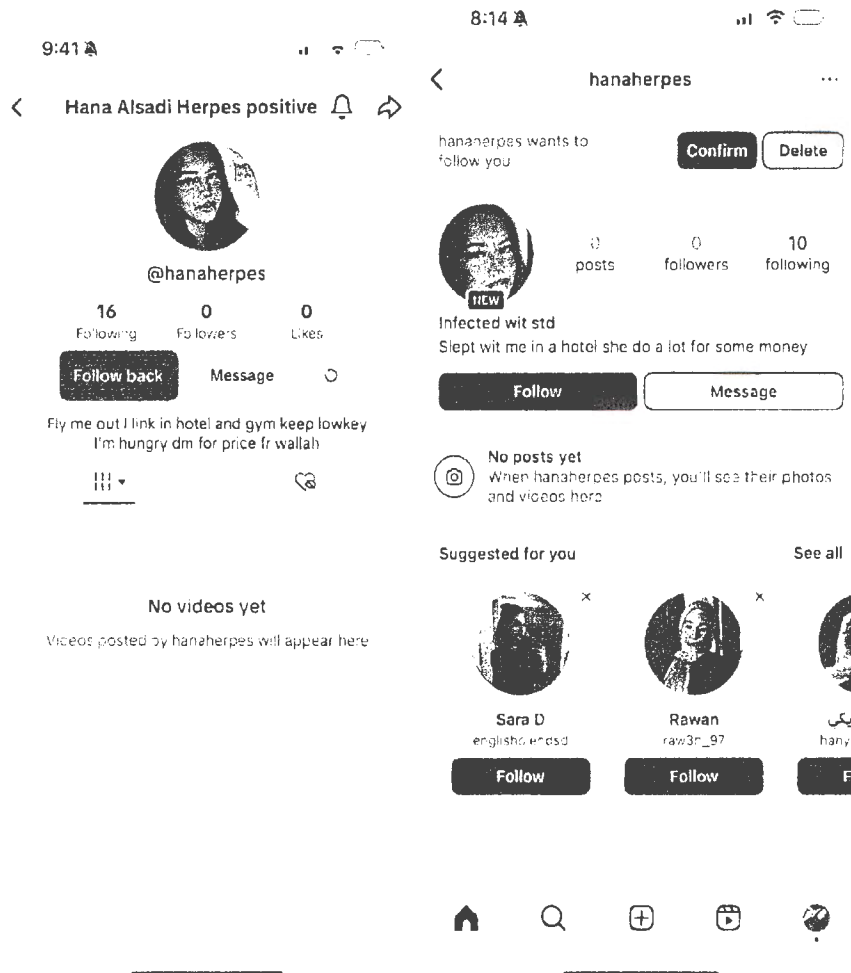 9:41
Hana Alsadi Herpes positive
@hanaherpes
16 0 0
Following Followers Likes
Follow back Message
Fly me out I link in hotel and gym keep lowkey
I'm hungry dm for price fr wallah
No videos yet
Videos posted by hanaherpes will appear here
8:14
hanaherpes
hanaherpes wants to
follow you
Confirm Delete
0 0 10
posts followers following
NEW
Infected wit std
Slept wit me in a hotel she do a lot for some money
Follow Message
No posts yet
When hanaherpes posts, you'll see their photos
and videos here
Suggested for you See all
Sara D Rawan
raw3n_97 hany
Follow Follow F